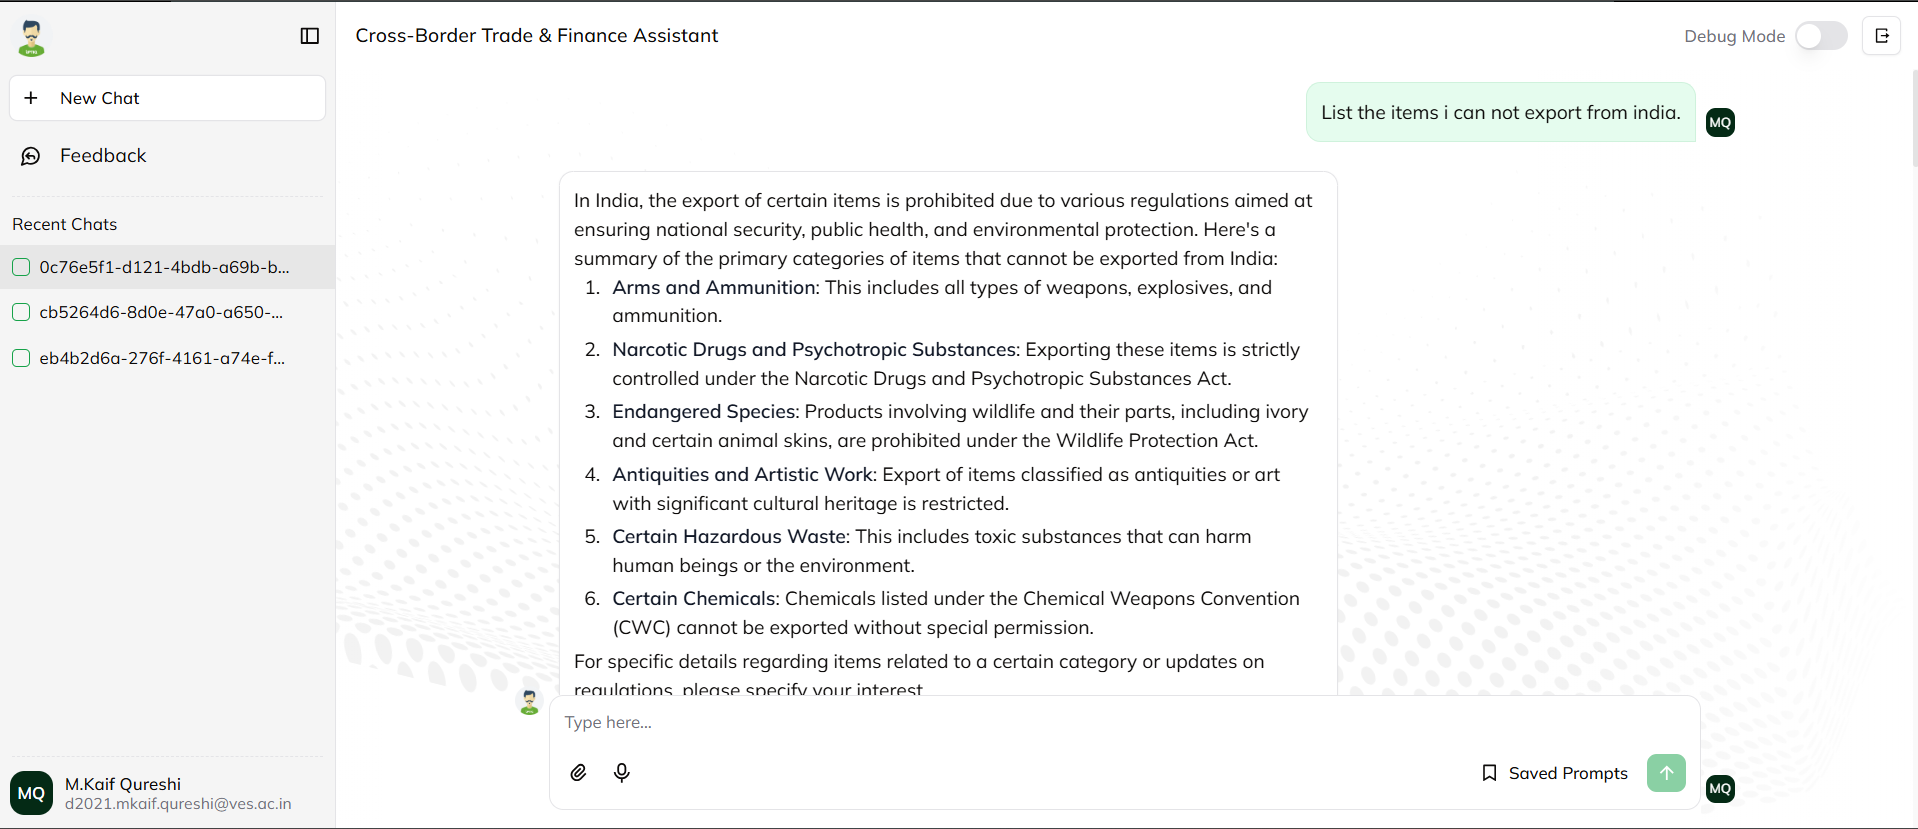 New Chat
Feedback
Recent Chats
0c76e5f1-d121-4bdb-a69b-b...
cb5264d6-8d0e-47a0-a650-...
eb4b2d6a-276f-4161-a74e-f...
M.Kaif Qureshi
MQ
d2021.mkaif.qureshi@ves.ac.in
Cross-Border Trade & Finance Assistant
Debug Mode
List the items i can not export from india.
MQ
In India, the export of certain items is prohibited due to various regulations aimed at
ensuring national security, public health, and environmental protection. Here's a
summary of the primary categories of items that cannot be exported from India:
1. Arms and Ammunition: This includes all types of weapons, explosives, and
ammunition.
2. Narcotic Drugs and Psychotropic Substances: Exporting these items is strictly
controlled under the Narcotic Drugs and Psychotropic Substances Act.
3. Endangered Species: Products involving wildlife and their parts, including ivory
and certain animal skins, are prohibited under the Wildlife Protection Act.
4. Antiquities and Artistic Work: Export of items classified as antiquities or art
with significant cultural heritage is restricted.
5. Certain Hazardous Waste: This includes toxic substances that can harm
human beings or the environment.
6. Certain Chemicals: Chemicals listed under the Chemical Weapons Convention
(CWC) cannot be exported without special permission.
For specific details regarding items related to a certain category or updates on
regulations, please specify your interest
Type here...
Saved Prompts
MQ